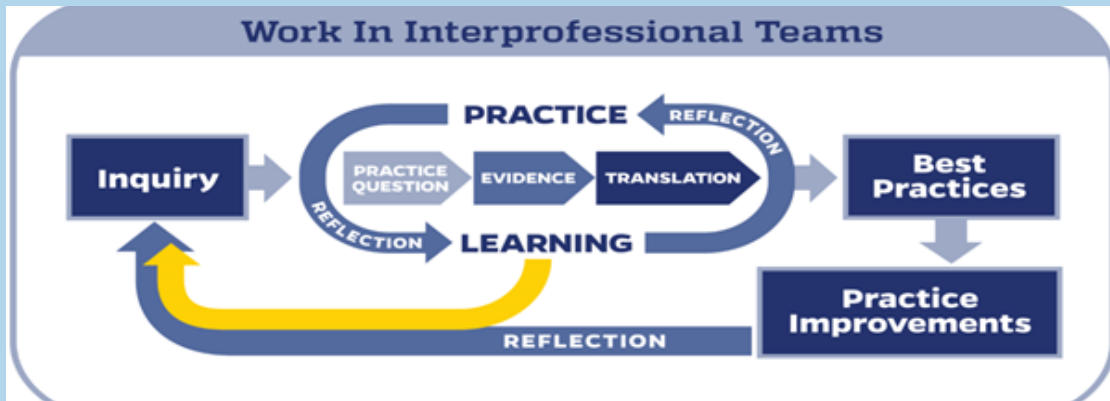 Work In Interprofessional Teams
PRACTICE
REFLECTION
Inquiry
PRACTICE
QUESTION
EVIDENCE
TRANSLATION
Best
Practices
REFLECTION
LEARNING
Practice
Improvements
REFLECTION